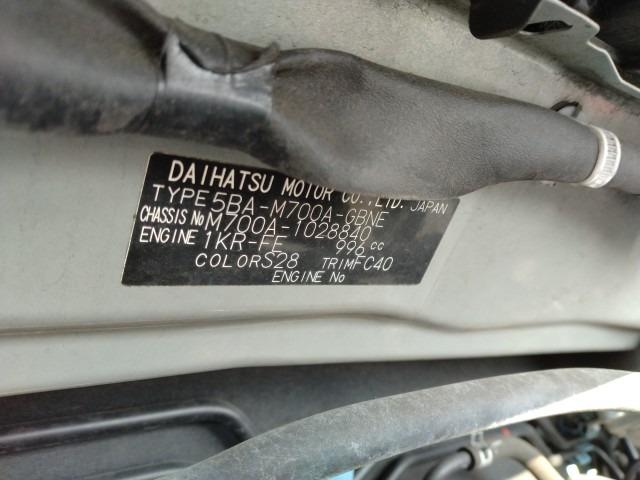 DAIHATSU MOTOR CO.,LTD. JAPAN
TYPE 5BA-M700A-GBNE
CHASSIS No M700A-1028840
ENGINE 1KR-FE 996cc
COLOR S28 TRIM FC40
ENGINE No